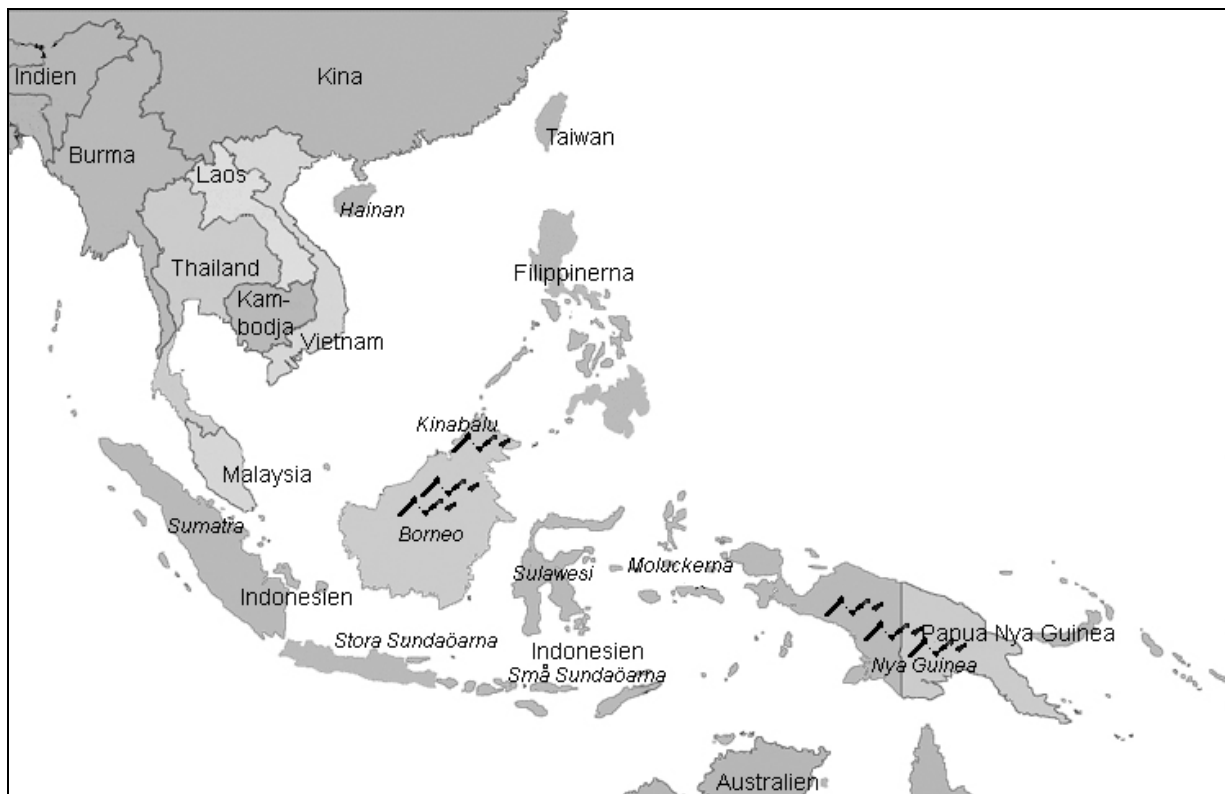 Indien
Kina
Burma
Taiwan
Laos
Hainan
Thailand
Filippinerna
Kam-
bodja
Vietnam
Kinabalu
Malaysia
Sumatra
Borneo
Sulawesi
Moluckerna
Indonesien
Stora Sundaöarna
Indonesien
Små Sundaöarna
Papua Nya Guinea
Nya Guinea
Australien